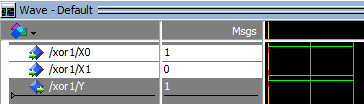 Wave - Default
Msgs
/xor1/X0 1
/xor1/X1 0
/xor1/Y 1